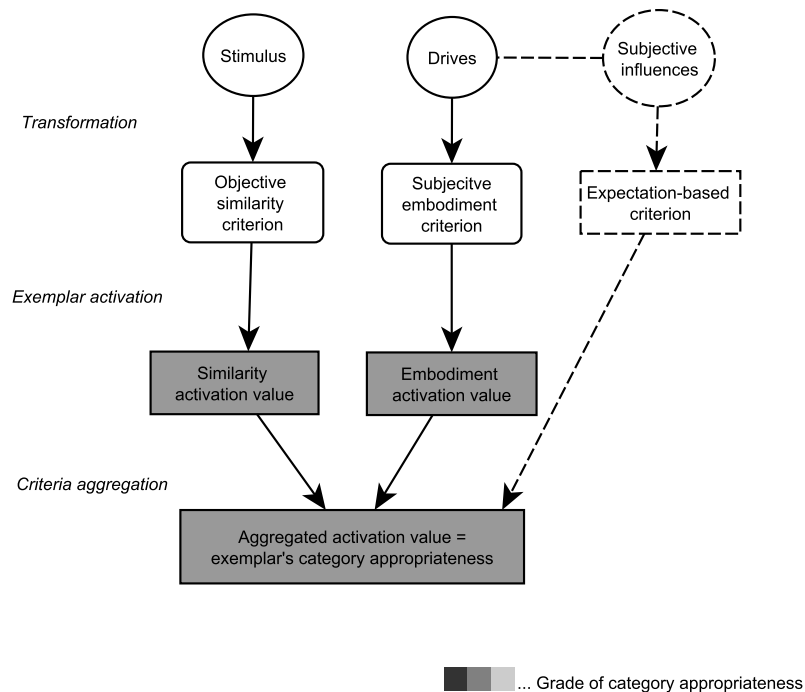 Stimulus
Drives
Subjective
influences
Transformation
Objective
similarity
criterion
Subjecitve
embodiment
criterion
Expectation-based
criterion
Exemplar activation
Similarity
activation value
Embodiment
activation value
Criteria aggregation
Aggregated activation value =
exemplar's category appropriateness
... Grade of category appropriateness